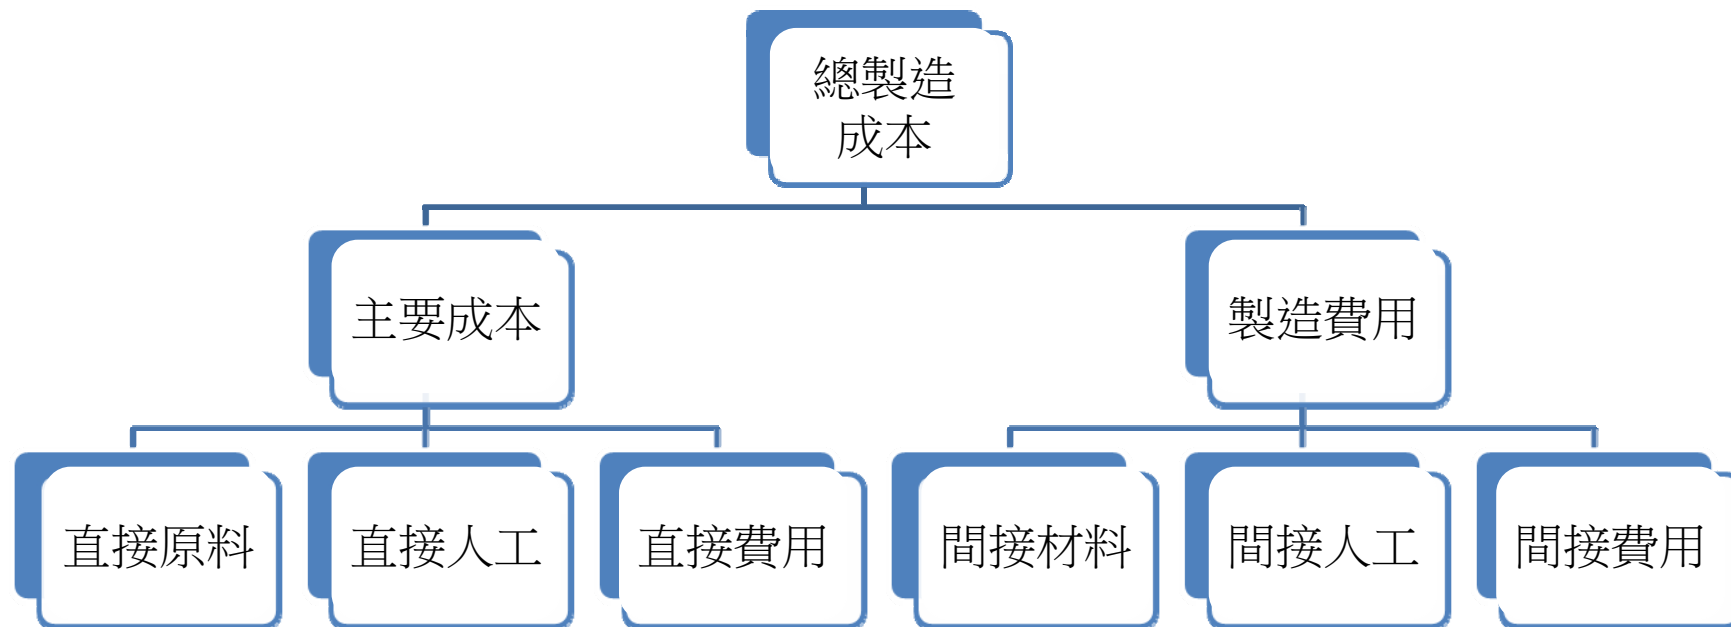 總製造
成本
主要成本
製造費用
直接原料
直接人工
直接費用
間接材料
間接人工
間接費用